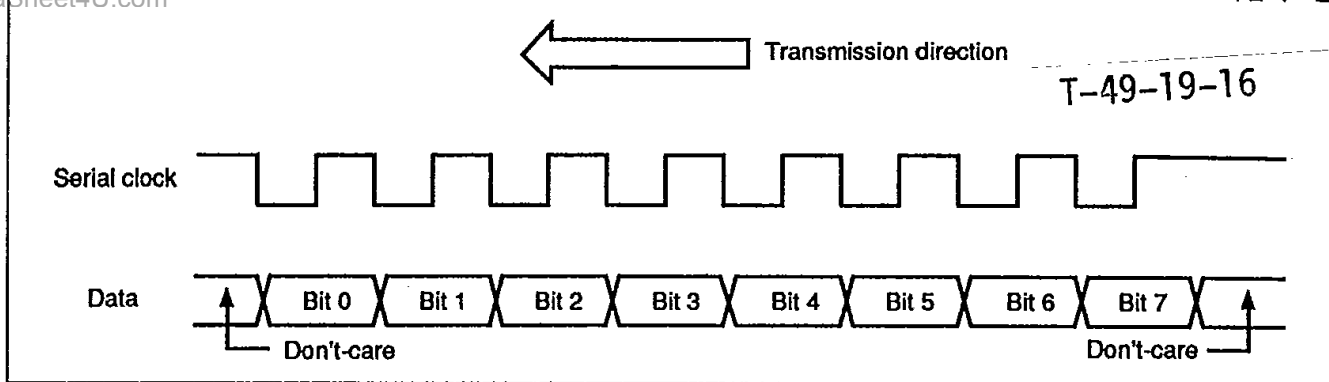 Sheet4U.com
Transmission direction
T-49-19-16
Serial clock
Data
Bit 0
Bit 1
Bit 2
Bit 3
Bit 4
Bit 5
Bit 6
Bit 7
Don't-care
Don't-care